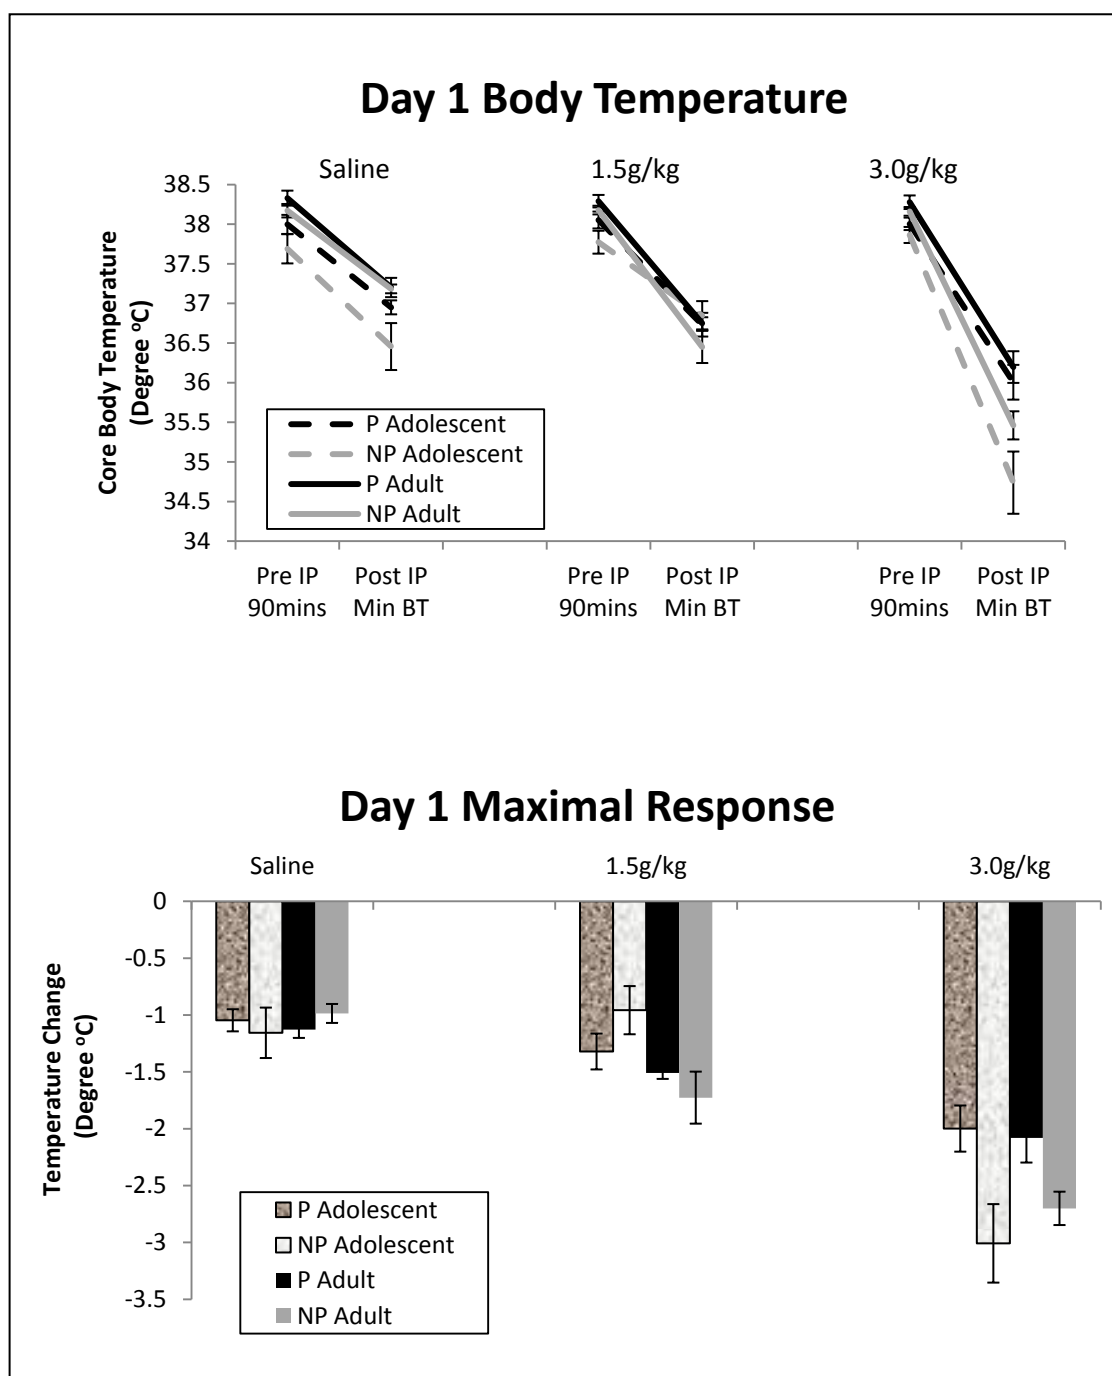 Day 1 Body Temperature
Saline
1.5g/kg
3.0g/kg
38.5
38
37.5
37
36.5
36
35.5
35
34.5
34
Core Body Temperature
(Degree ºC)
P Adolescent
NP Adolescent
P Adult
NP Adult
Pre IP
90mins
Post IP
Min BT
Pre IP
90mins
Post IP
Min BT
Pre IP
90mins
Post IP
Min BT
Day 1 Maximal Response
Saline
1.5g/kg
3.0g/kg
0
-0.5
-1
-1.5
-2
-2.5
-3
-3.5
Temperature Change
(Degree ºC)
P Adolescent
NP Adolescent
P Adult
NP Adult